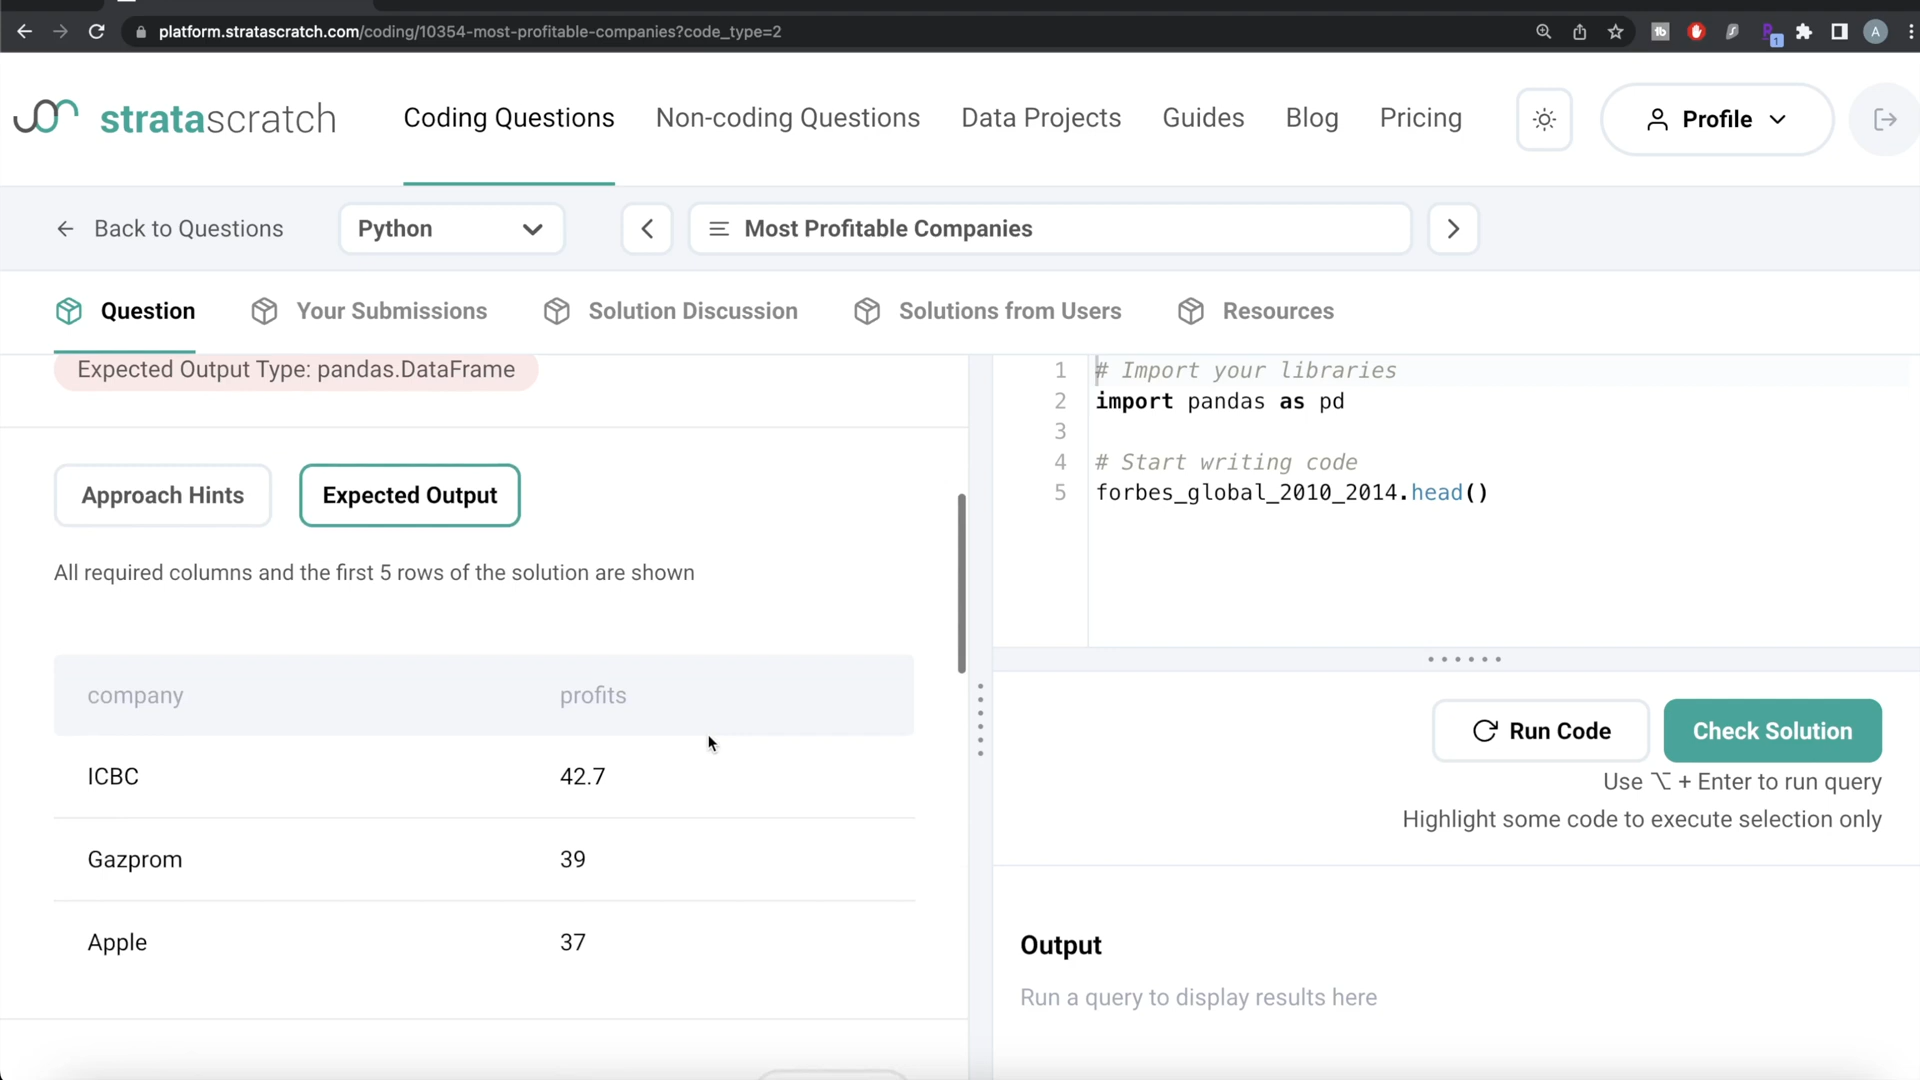 platform.stratascratch.com/coding/10354-most-profitable-companies?code_type=2
tb
1
A
stratascratch
Coding Questions
Non-coding Questions
Data Projects
Guides
Blog
Pricing
Profile
Back to Questions
Python
Most Profitable Companies
Question
Your Submissions
Solution Discussion
Solutions from Users
Resources
Expected Output Type: pandas.DataFrame
Approach Hints
Expected Output
All required columns and the first 5 rows of the solution are shown
company profits
ICBC 42.7
Gazprom 39
Apple 37
1 # Import your libraries
2 import pandas as pd
3
4 # Start writing code
5 forbes_global_2010_2014.head()
Run Code
Check Solution
Use ⌥ + Enter to run query
Highlight some code to execute selection only
Output
Run a query to display results here